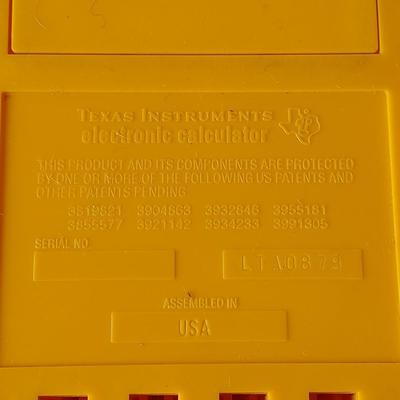 TEXAS INSTRUMENTS
electronic calculator
THIS PRODUCT AND ITS COMPONENTS ARE PROTECTED
BY ONE OR MORE OF THE FOLLOWING US PATENTS AND
OTHER PATENTS PENDING
3819921 3904863 3932846 3955181
3855577 3921142 3934233 3991305
SERIAL NO.
LTA0879
ASSEMBLED IN
USA